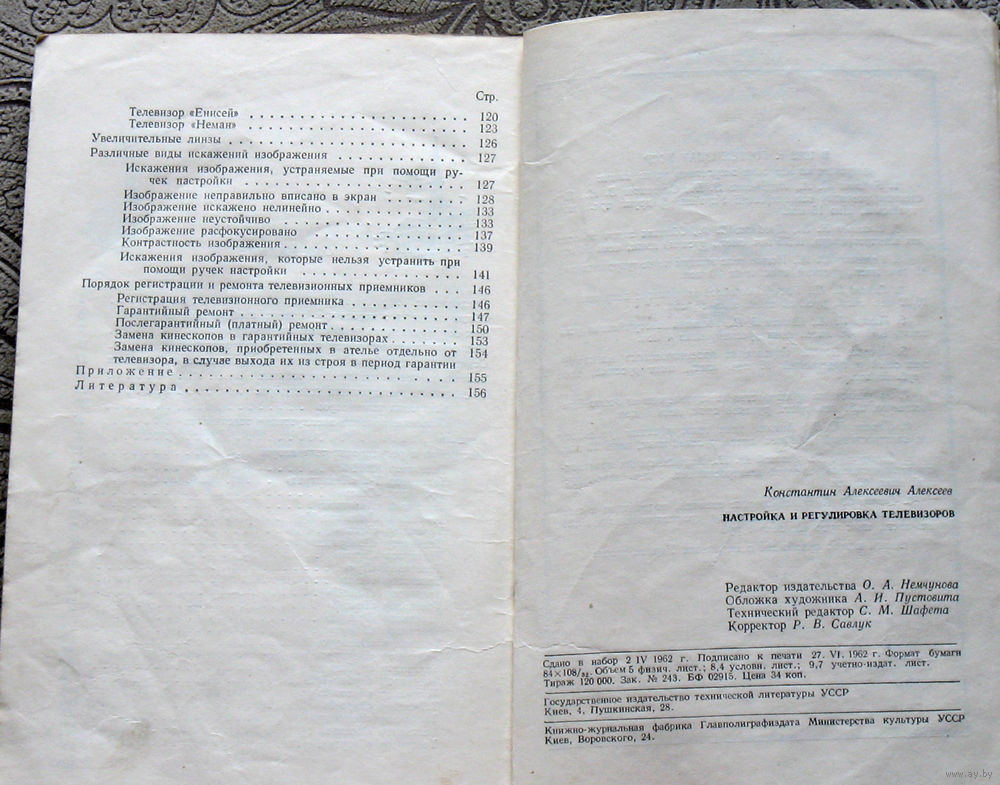 Стр.
Телевизор «Енисей» . . . . . . . . . . . . . . . . . . . . 120
Телевизор «Неман» . . . . . . . . . . . . . . . . . . . . 123
Увеличительные линзы . . . . . . . . . . . . . . . . . . . . 126
Различные виды искажений изображения . . . . . . . . . . . 127
Искажения изображения, устраняемые при помощи ру-
чек настройки . . . . . . . . . . . . . . . . . . . . 127
Изображение неправильно вписано в экран . . . . . . . . 128
Изображение искажено нелинейно . . . . . . . . . . . . 133
Изображение неустойчиво . . . . . . . . . . . . . . . . 133
Изображение расфокусировано . . . . . . . . . . . . . . 137
Контрастность изображения . . . . . . . . . . . . . . . 139
Искажения изображения, которые нельзя устранить при
помощи ручек настройки . . . . . . . . . . . . . . 141
Порядок регистрации и ремонта телевизионных приемников . . . 146
Регистрация телевизионного приемника . . . . . . . . . . 146
Гарантийный ремонт . . . . . . . . . . . . . . . . . . . 147
Послегарантийный (платный) ремонт . . . . . . . . . . . . 150
Замена кинескопов в гарантийных телевизорах . . . . . . . 153
Замена кинескопов, приобретенных в ателье отдельно от 154
телевизора, в случае выхода их из строя в период гарантии
Приложение . . . . . . . . . . . . . . . . . . . . 155
Литература . . . . . . . . . . . . . . . . . . . . 156
Константин Алексеевич Алексеев
НАСТРОЙКА И РЕГУЛИРОВКА ТЕЛЕВИЗОРОВ
Редактор издательства О. А. Немчунова
Обложка художника А. И. Пустовита
Технический редактор С. М. Шафета
Корректор Р. В. Савлук
Сдано в набор 2 IV 1962 г. Подписано к печати 27. VI. 1962 г. Формат бумаги
84×108/32. Объем 5 физич. лист.; 8,4 условн. лист.; 9,7 учетно-издат. лист.
Тираж 120 000. Зак. № 243. БФ 02915. Цена 34 коп.
Государственное издательство технической литературы УССР
Киев, 4, Пушкинская, 28.
Книжно-журнальная фабрика Главполиграфиздата Министерства культуры УССР
Киев, Воровского, 24.
www.ay.by